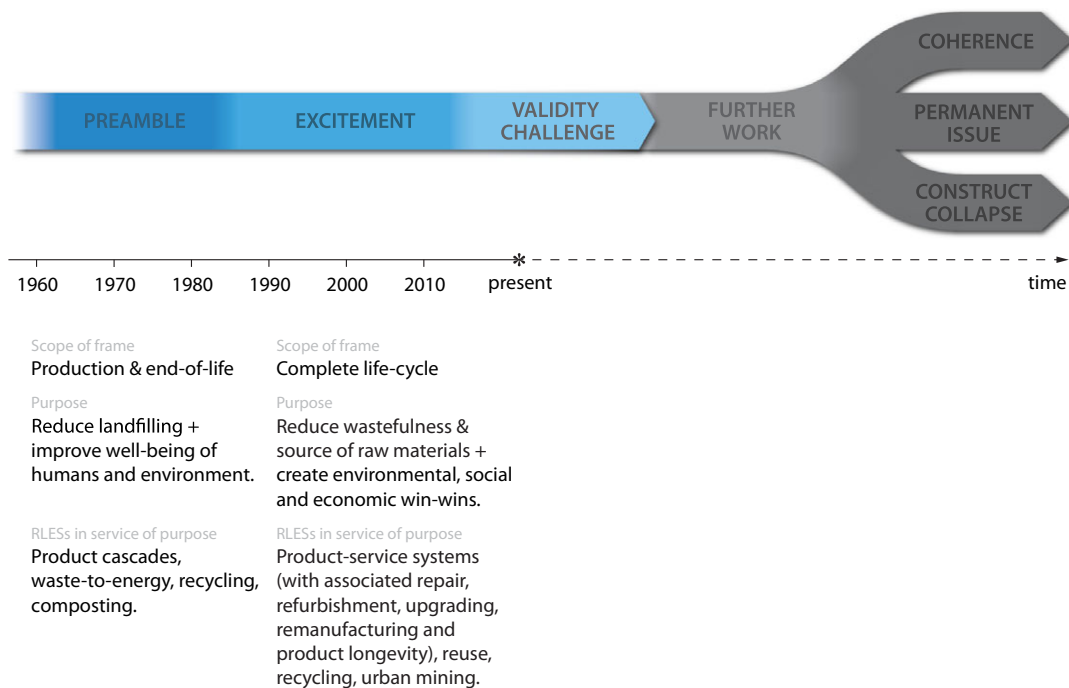 COHERENCE
PREAMBLE
EXCITEMENT
VALIDITY
CHALLENGE
FURTHER
WORK
PERMANENT
ISSUE
CONSTRUCT
COLLAPSE
1960 1970 1980 1990 2000 2010 present time
Scope of frame
Production & end-of-life
Purpose
Reduce landfilling +
improve well-being of
humans and environment.
RLESs in service of purpose
Product cascades,
waste-to-energy, recycling,
composting.
Scope of frame
Complete life-cycle
Purpose
Reduce wastefulness &
source of raw materials +
create environmental, social
and economic win-wins.
RLESs in service of purpose
Product-service systems
(with associated repair,
refurbishment, upgrading,
remanufacturing and
product longevity), reuse,
recycling, urban mining.